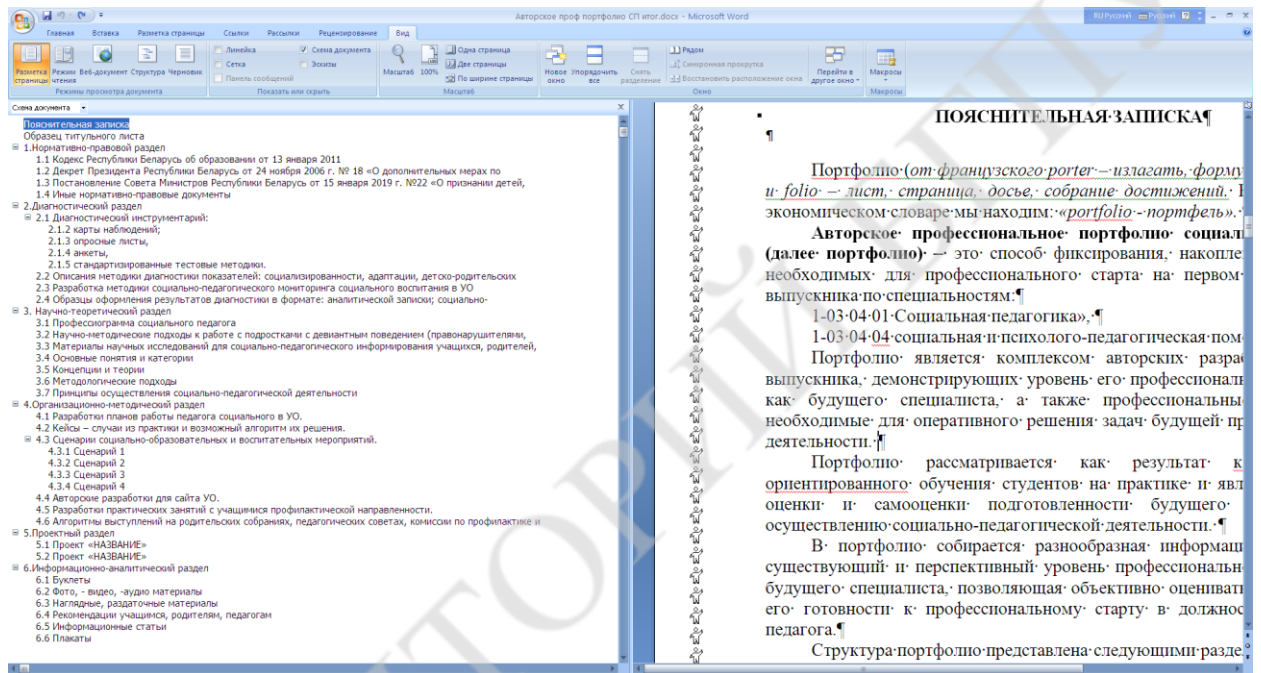 Авторское проф портфолио СП итог.docx - Microsoft Word
RU Русский Русский
Главная Вставка Разметка страницы Ссылки Рассылки Рецензирование Вид
Разметка страницы Режим чтения Веб-документ Структура Черновик
Режимы просмотра документа
Линейка Схема документа
Сетка Эскизы
Панель сообщений
Показать или скрыть
Масштаб 100%
Одна страница
Две страницы
По ширине страницы
Масштаб
Новое окно Упорядочить все Снять разделение
Рядом
Синхронная прокрутка
Восстановить расположение окна
Перейти в другое окно
Окно
Макросы
Макросы
Схема документа
Пояснительная записка
Образец титульного листа
1.Нормативно-правовой раздел
1.1 Кодекс Республики Беларусь об образовании от 13 января 2011
1.2 Декрет Президента Республики Беларусь от 24 ноября 2006 г. № 18 «О дополнительных мерах по
1.3 Постановление Совета Министров Республики Беларусь от 15 января 2019 г. №22 «О признании детей,
1.4 Иные нормативно-правовые документы
2.Диагностический раздел
2.1 Диагностический инструментарий:
2.1.2 карты наблюдений;
2.1.3 опросные листы,
2.1.4 анкеты,
2.1.5 стандартизированные тестовые методики.
2.2 Описания методики диагностики показателей: социализированности, адаптации, детско-родительских
2.3 Разработка методики социально-педагогического мониторинга социального воспитания в УО
2.4 Образцы оформления результатов диагностики в формате: аналитической записки; социально-
3. Научно-теоретический раздел
3.1 Профессиограмма социального педагога
3.2 Научно-методические подходы к работе с подростками с девиантным поведением (правонарушителями,
3.3 Материалы научных исследований для социально-педагогического информирования учащихся, родителей,
3.4 Основные понятия и категории
3.5 Концепции и теории
3.6 Методологические подходы
3.7 Принципы осуществления социально-педагогической деятельности
4.Организационно-методический раздел
4.1 Разработки планов работы педагога социального в УО.
4.2 Кейсы – случаи из практики и возможный алгоритм их решения.
4.3 Сценарии социально-образовательных и воспитательных мероприятий.
4.3.1 Сценарий 1
4.3.2 Сценарий 2
4.3.3 Сценарий 3
4.3.4 Сценарий 4
4.4 Авторские разработки для сайта УО.
4.5 Разработки практических занятий с учащимися профилактической направленности.
4.6 Алгоритмы выступлений на родительских собраниях, педагогических советах, комиссии по профилактике и
5.Проектный раздел
5.1 Проект «НАЗВАНИЕ»
5.2 Проект «НАЗВАНИЕ»
6.Информационно-аналитический раздел
6.1 Буклеты
6.2 Фото, - видео, -аудио материалы
6.3 Наглядные, раздаточные материалы
6.4 Рекомендации учащимся, родителям, педагогам
6.5 Информационные статьи
6.6 Плакаты
ПОЯСНИТЕЛЬНАЯ·ЗАПИСКА¶
¶
Портфолио·(от·французского·porter·–·излагать,·форму
и·folio·–·лист,·страница,·досье,·собрание·достижений.·
экономическом·словаре·мы·находим:·«portfolio·-·портфель».·
Авторское· профессиональное· портфолио· социал
(далее· портфолио)· –· это· способ· фиксирования,· накопле
необходимых· для· профессионального· старта· на· первом·
выпускника·по·специальностям:¶
1-03·04·01·Социальная·педагогика»,·¶
1-03·04·04·социальная·и·психолого-педагогическая·пом
Портфолио· является· комплексом· авторских· разра
выпускника,· демонстрирующих· уровень· его· профессионалы
как· будущего· специалиста,· а· также· профессиональны
необходимые· для· оперативного· решения· задач· будущей· пр
деятельности.·¶
Портфолио· рассматривается· как· результат· к
ориентированного· обучения· студентов· на· практике· и· явл
оценки· и· самооценки· подготовленности· будущего·
осуществлению·социально-педагогической·деятельности.·¶
В· портфолио· собирается· разнообразная· информаци
существующий· и· перспективный· уровень· профессиональн
будущего· специалиста,· позволяющая· объективно· оцениват
его· готовности· к· профессиональному· старту· в· должнос
педагога.¶
Структура·портфолио·представлена·следующими·разде